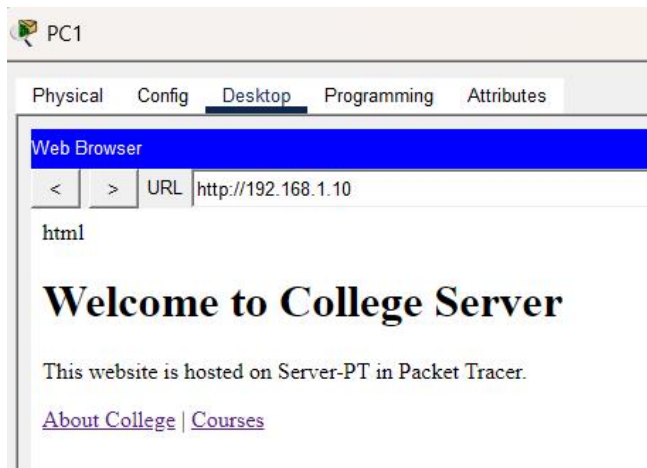 PC1
Physical Config Desktop Programming Attributes
Web Browser
< > URL http://192.168.1.10
html
Welcome to College Server
This website is hosted on Server-PT in Packet Tracer.
About College | Courses